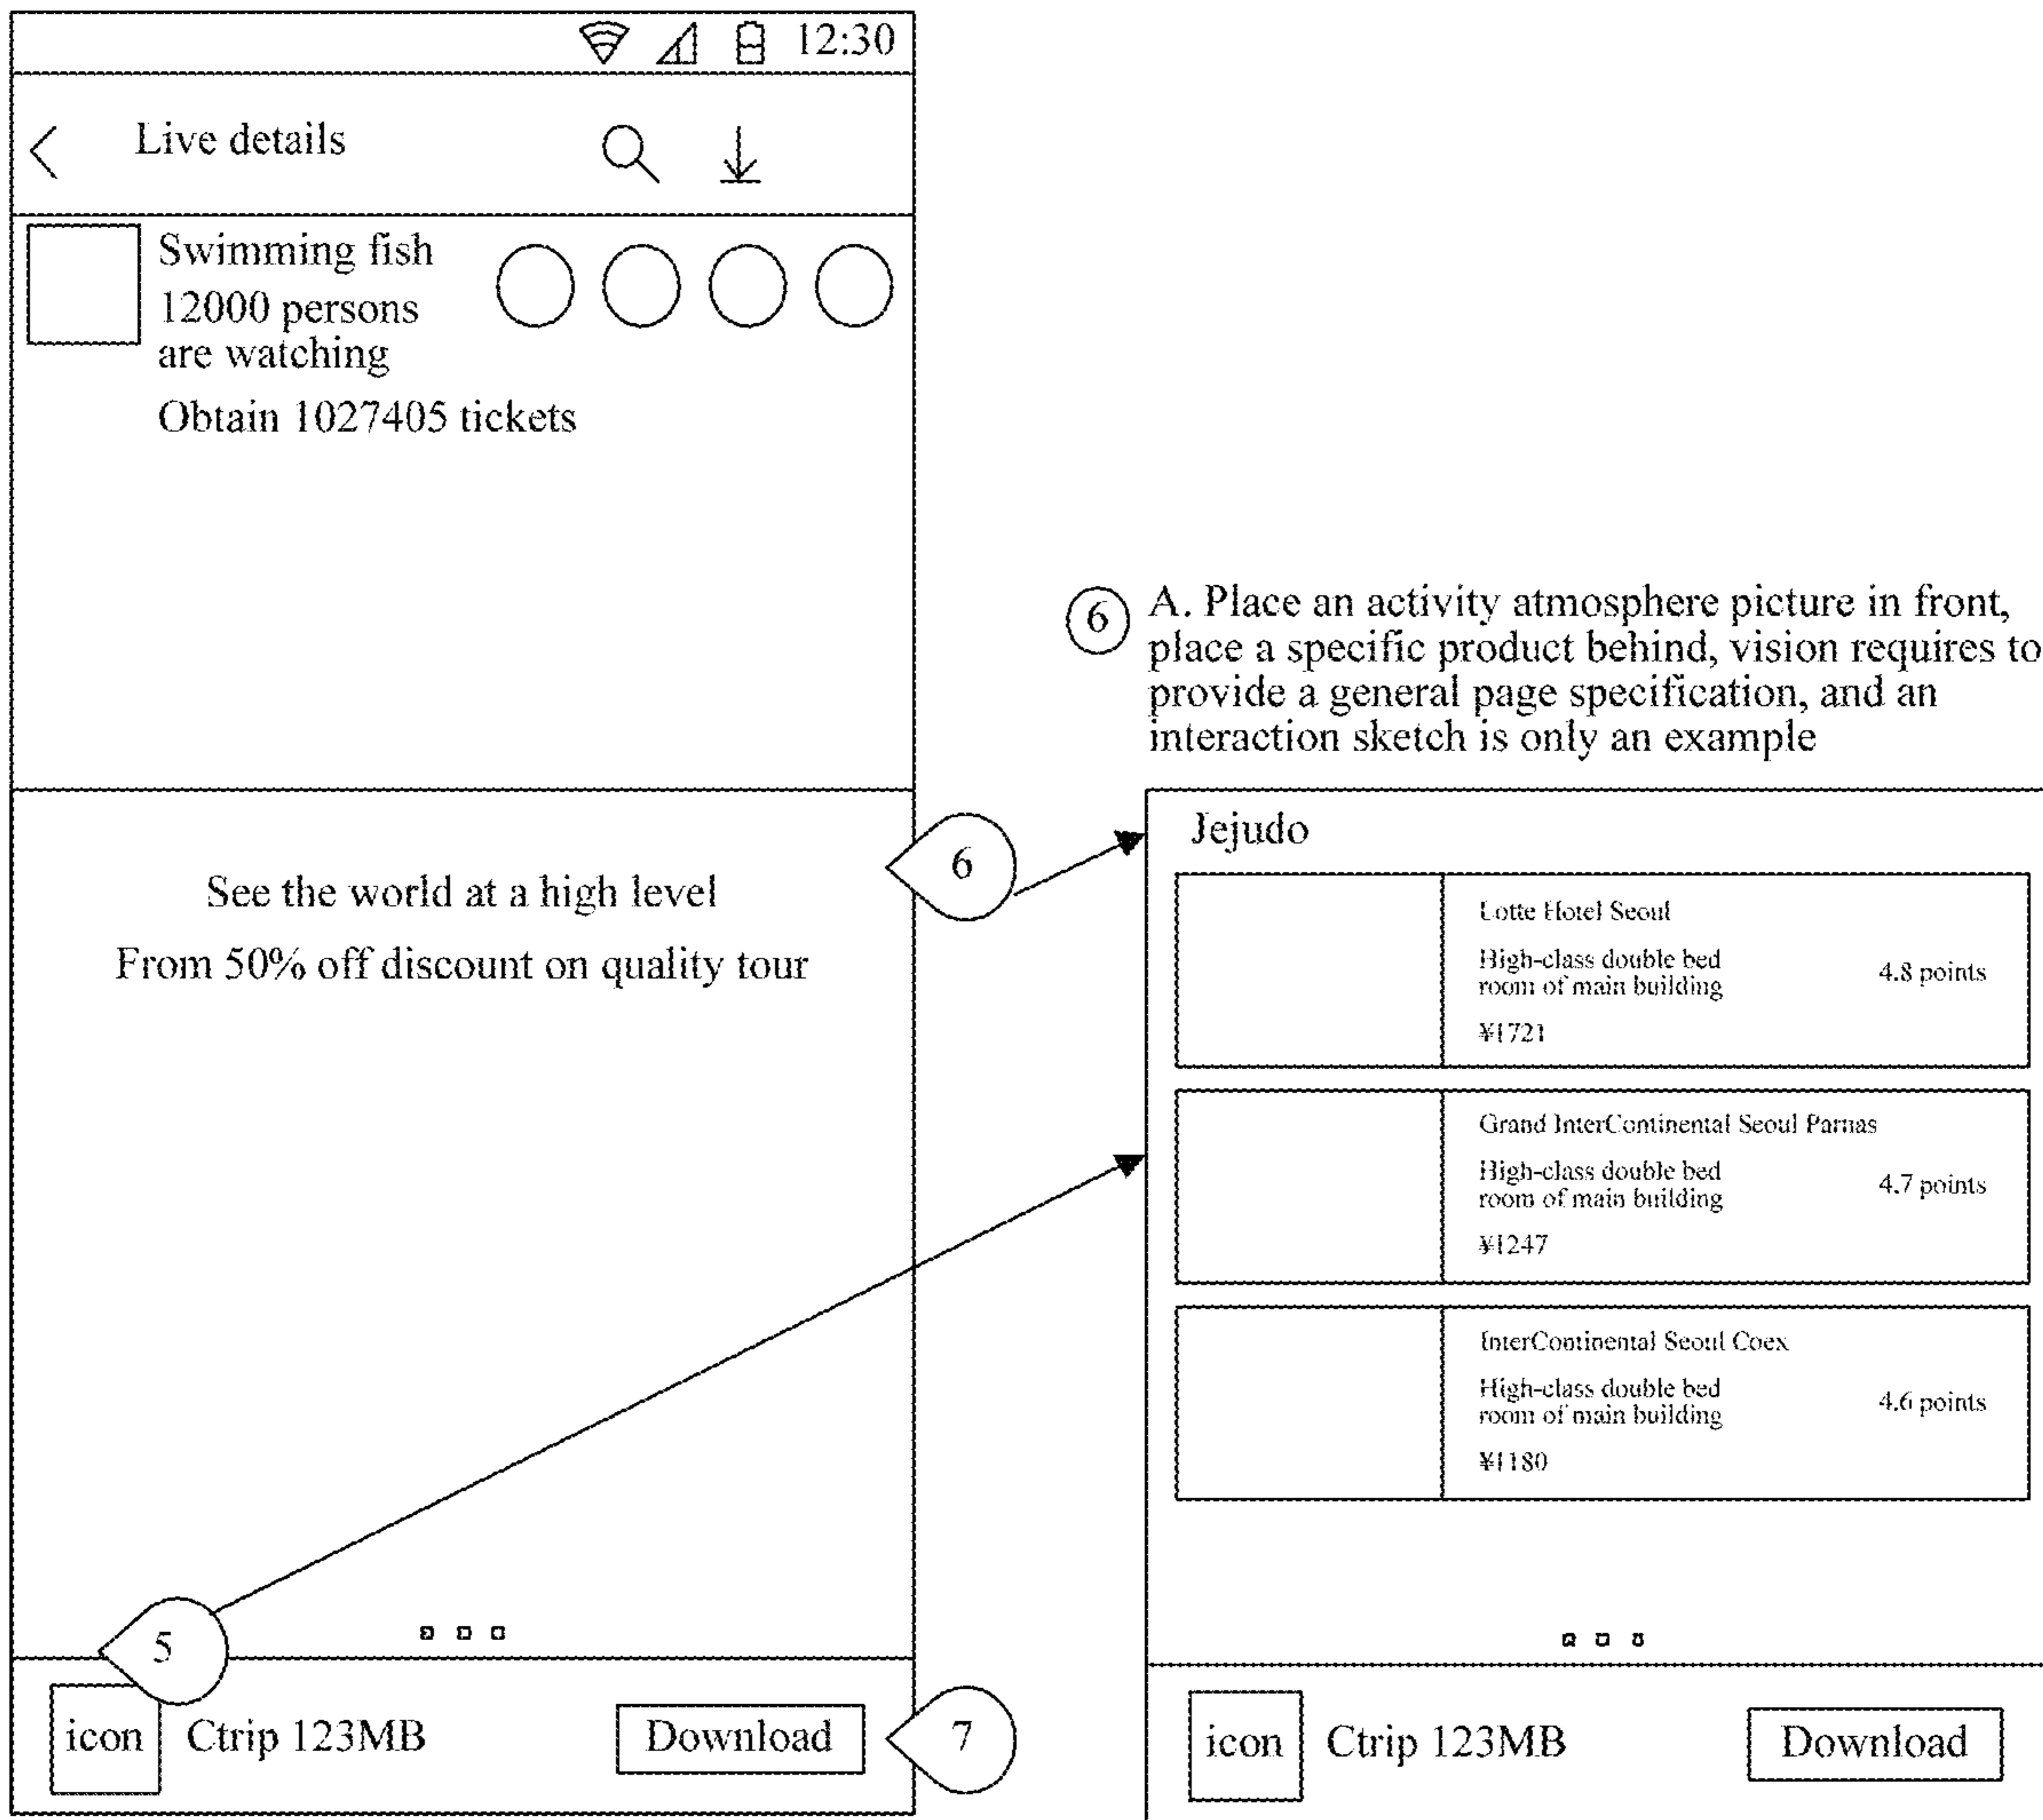 12:30
Live details
Swimming fish
12000 persons
are watching
Obtain 1027405 tickets
See the world at a high level
From 50% off discount on quality tour
5
6
7
icon
Ctrip 123MB
Download
6 A. Place an activity atmosphere picture in front,
place a specific product behind, vision requires to
provide a general page specification, and an
interaction sketch is only an example
Jejudo
Lotte Hotel Seoul
High-class double bed
room of main building
4.8 points
¥1721
Grand InterContinental Seoul Parnas
High-class double bed
room of main building
4.7 points
¥1247
InterContinental Seoul Coex
High-class double bed
room of main building
4.6 points
¥1180
icon
Ctrip 123MB
Download